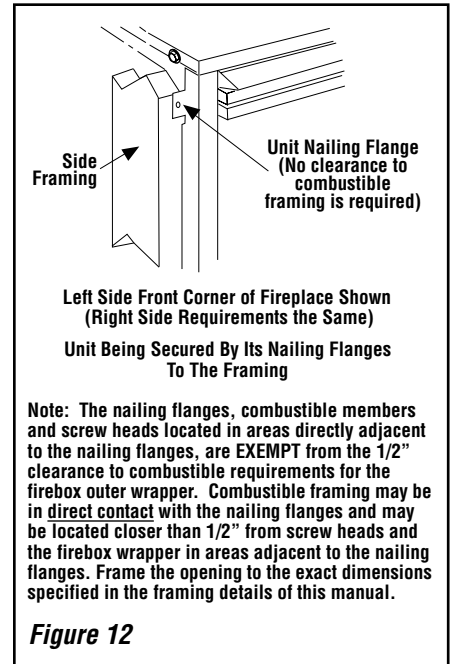 Side
Framing
Unit Nailing Flange
(No clearance to
combustible
framing is required)
Left Side Front Corner of Fireplace Shown
(Right Side Requirements the Same)
Unit Being Secured By Its Nailing Flanges
To The Framing
Note: The nailing flanges, combustible members
and screw heads located in areas directly adjacent
to the nailing flanges, are EXEMPT from the 1/2”
clearance to combustible requirements for the
firebox outer wrapper. Combustible framing may be
in direct contact with the nailing flanges and may
be located closer than 1/2” from screw heads and
the firebox wrapper in areas adjacent to the nailing
flanges. Frame the opening to the exact dimensions
specified in the framing details of this manual.
Figure 12